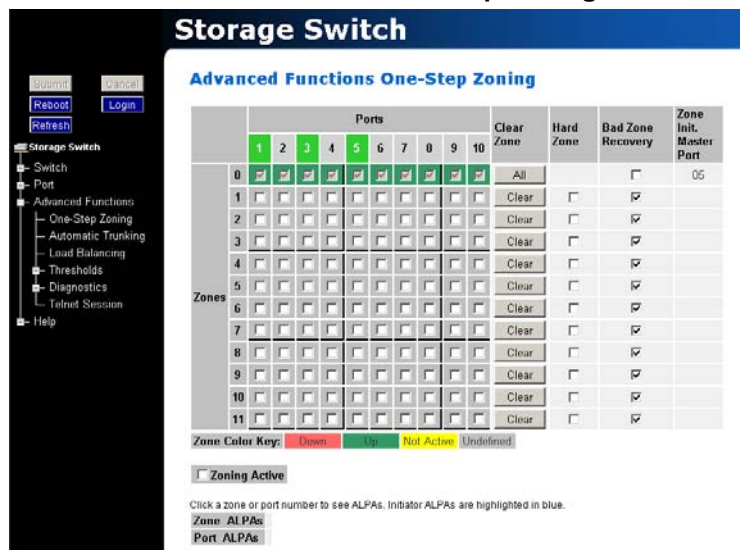 Storage Switch
Submit Cancel
Reboot Login
Refresh
Storage Switch
Switch
Port
Advanced Functions
One-Step Zoning
Automatic Trunking
Load Balancing
Thresholds
Diagnostics
Telnet Session
Help
Advanced Functions One-Step Zoning
Ports Clear Zone Hard Zone Bad Zone Recovery Zone Init. Master Port
1 2 3 4 5 6 7 8 9 10
Zones
0 All 05
1 Clear
2 Clear
3 Clear
4 Clear
5 Clear
6 Clear
7 Clear
8 Clear
9 Clear
10 Clear
11 Clear
Zone Color Key: Down Up Not Active Undefined
Zoning Active
Click a zone or port number to see ALPAs. Initiator ALPAs are highlighted in blue.
Zone ALPAs
Port ALPAs